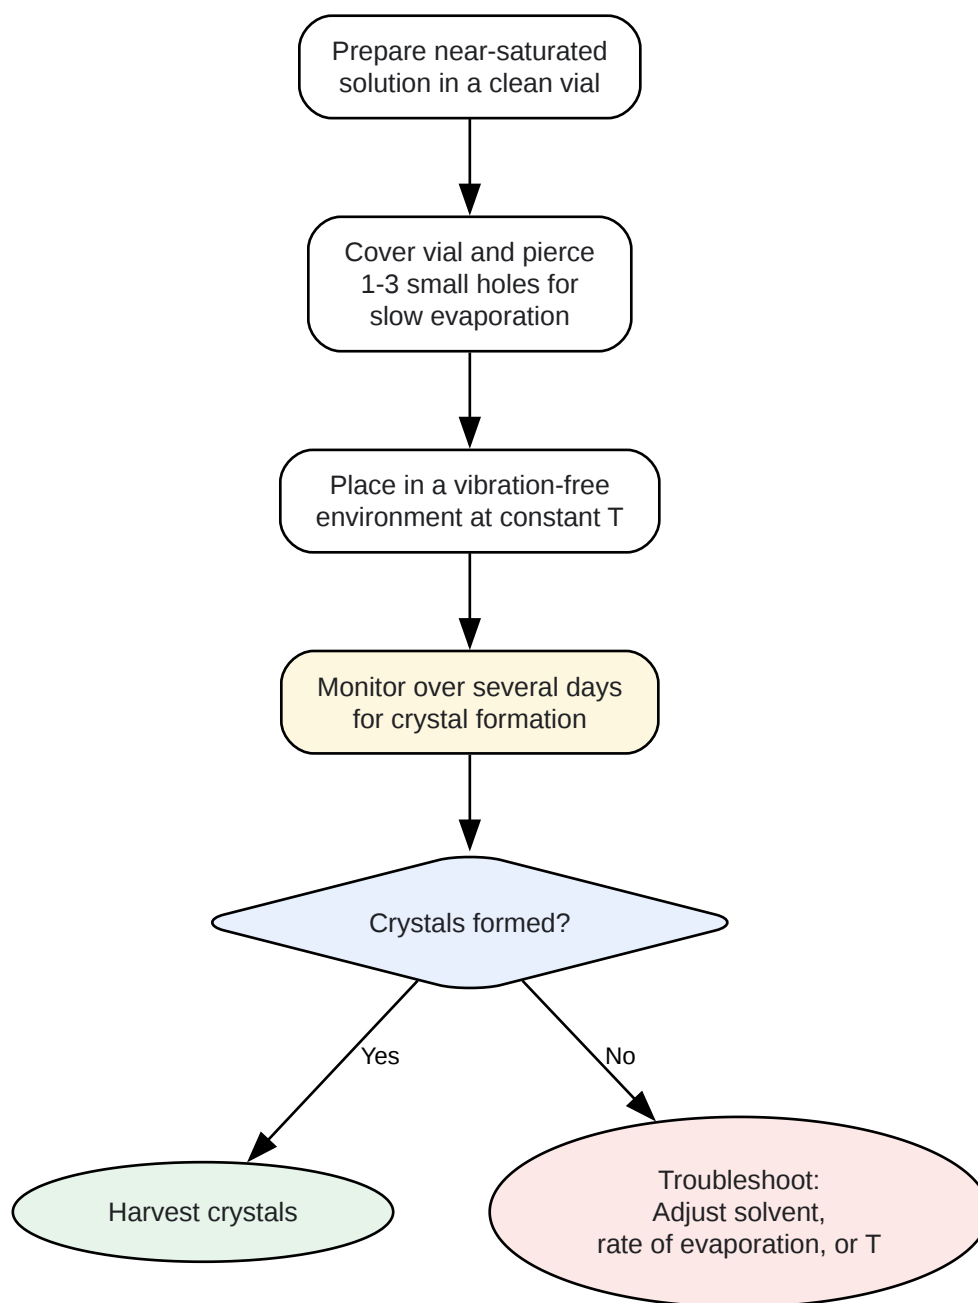 Prepare near-saturated
solution in a clean vial
Cover vial and pierce
1-3 small holes for
slow evaporation
Place in a vibration-free
environment at constant T
Monitor over several days
for crystal formation
Crystals formed?
Yes
No
Harvest crystals
Troubleshoot:
Adjust solvent,
rate of evaporation, or T